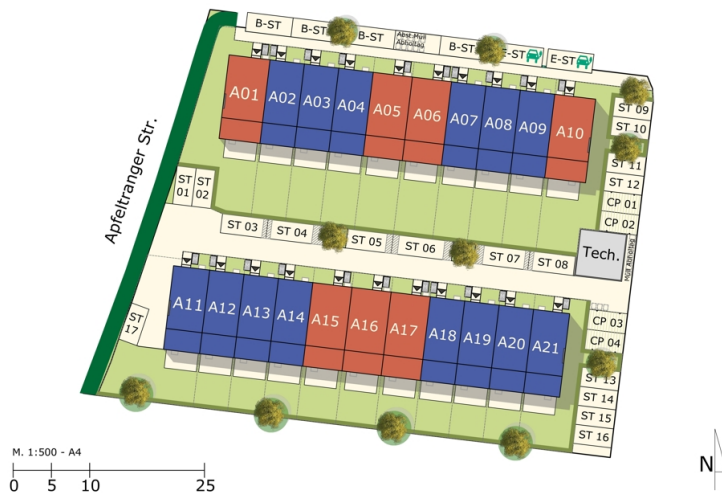 B-ST
B-ST
B-ST
Abst.Müll
Abholtag
B-ST
E-ST
E-ST
A01
A02
A03
A04
A05
A06
A07
A08
A09
A10
ST 09
ST 10
ST 11
ST 12
CP 01
CP 02
Apfeltranger Str.
ST
01
ST
02
ST 03
ST 04
ST 05
ST 06
ST 07
ST 08
Tech.
Müll Abholtag
A11
A12
A13
A14
A15
A16
A17
A18
A19
A20
A21
ST
17
CP 03
CP 04
ST 13
ST 14
ST 15
ST 16
M. 1:500 - A4
0 5 10 25
N